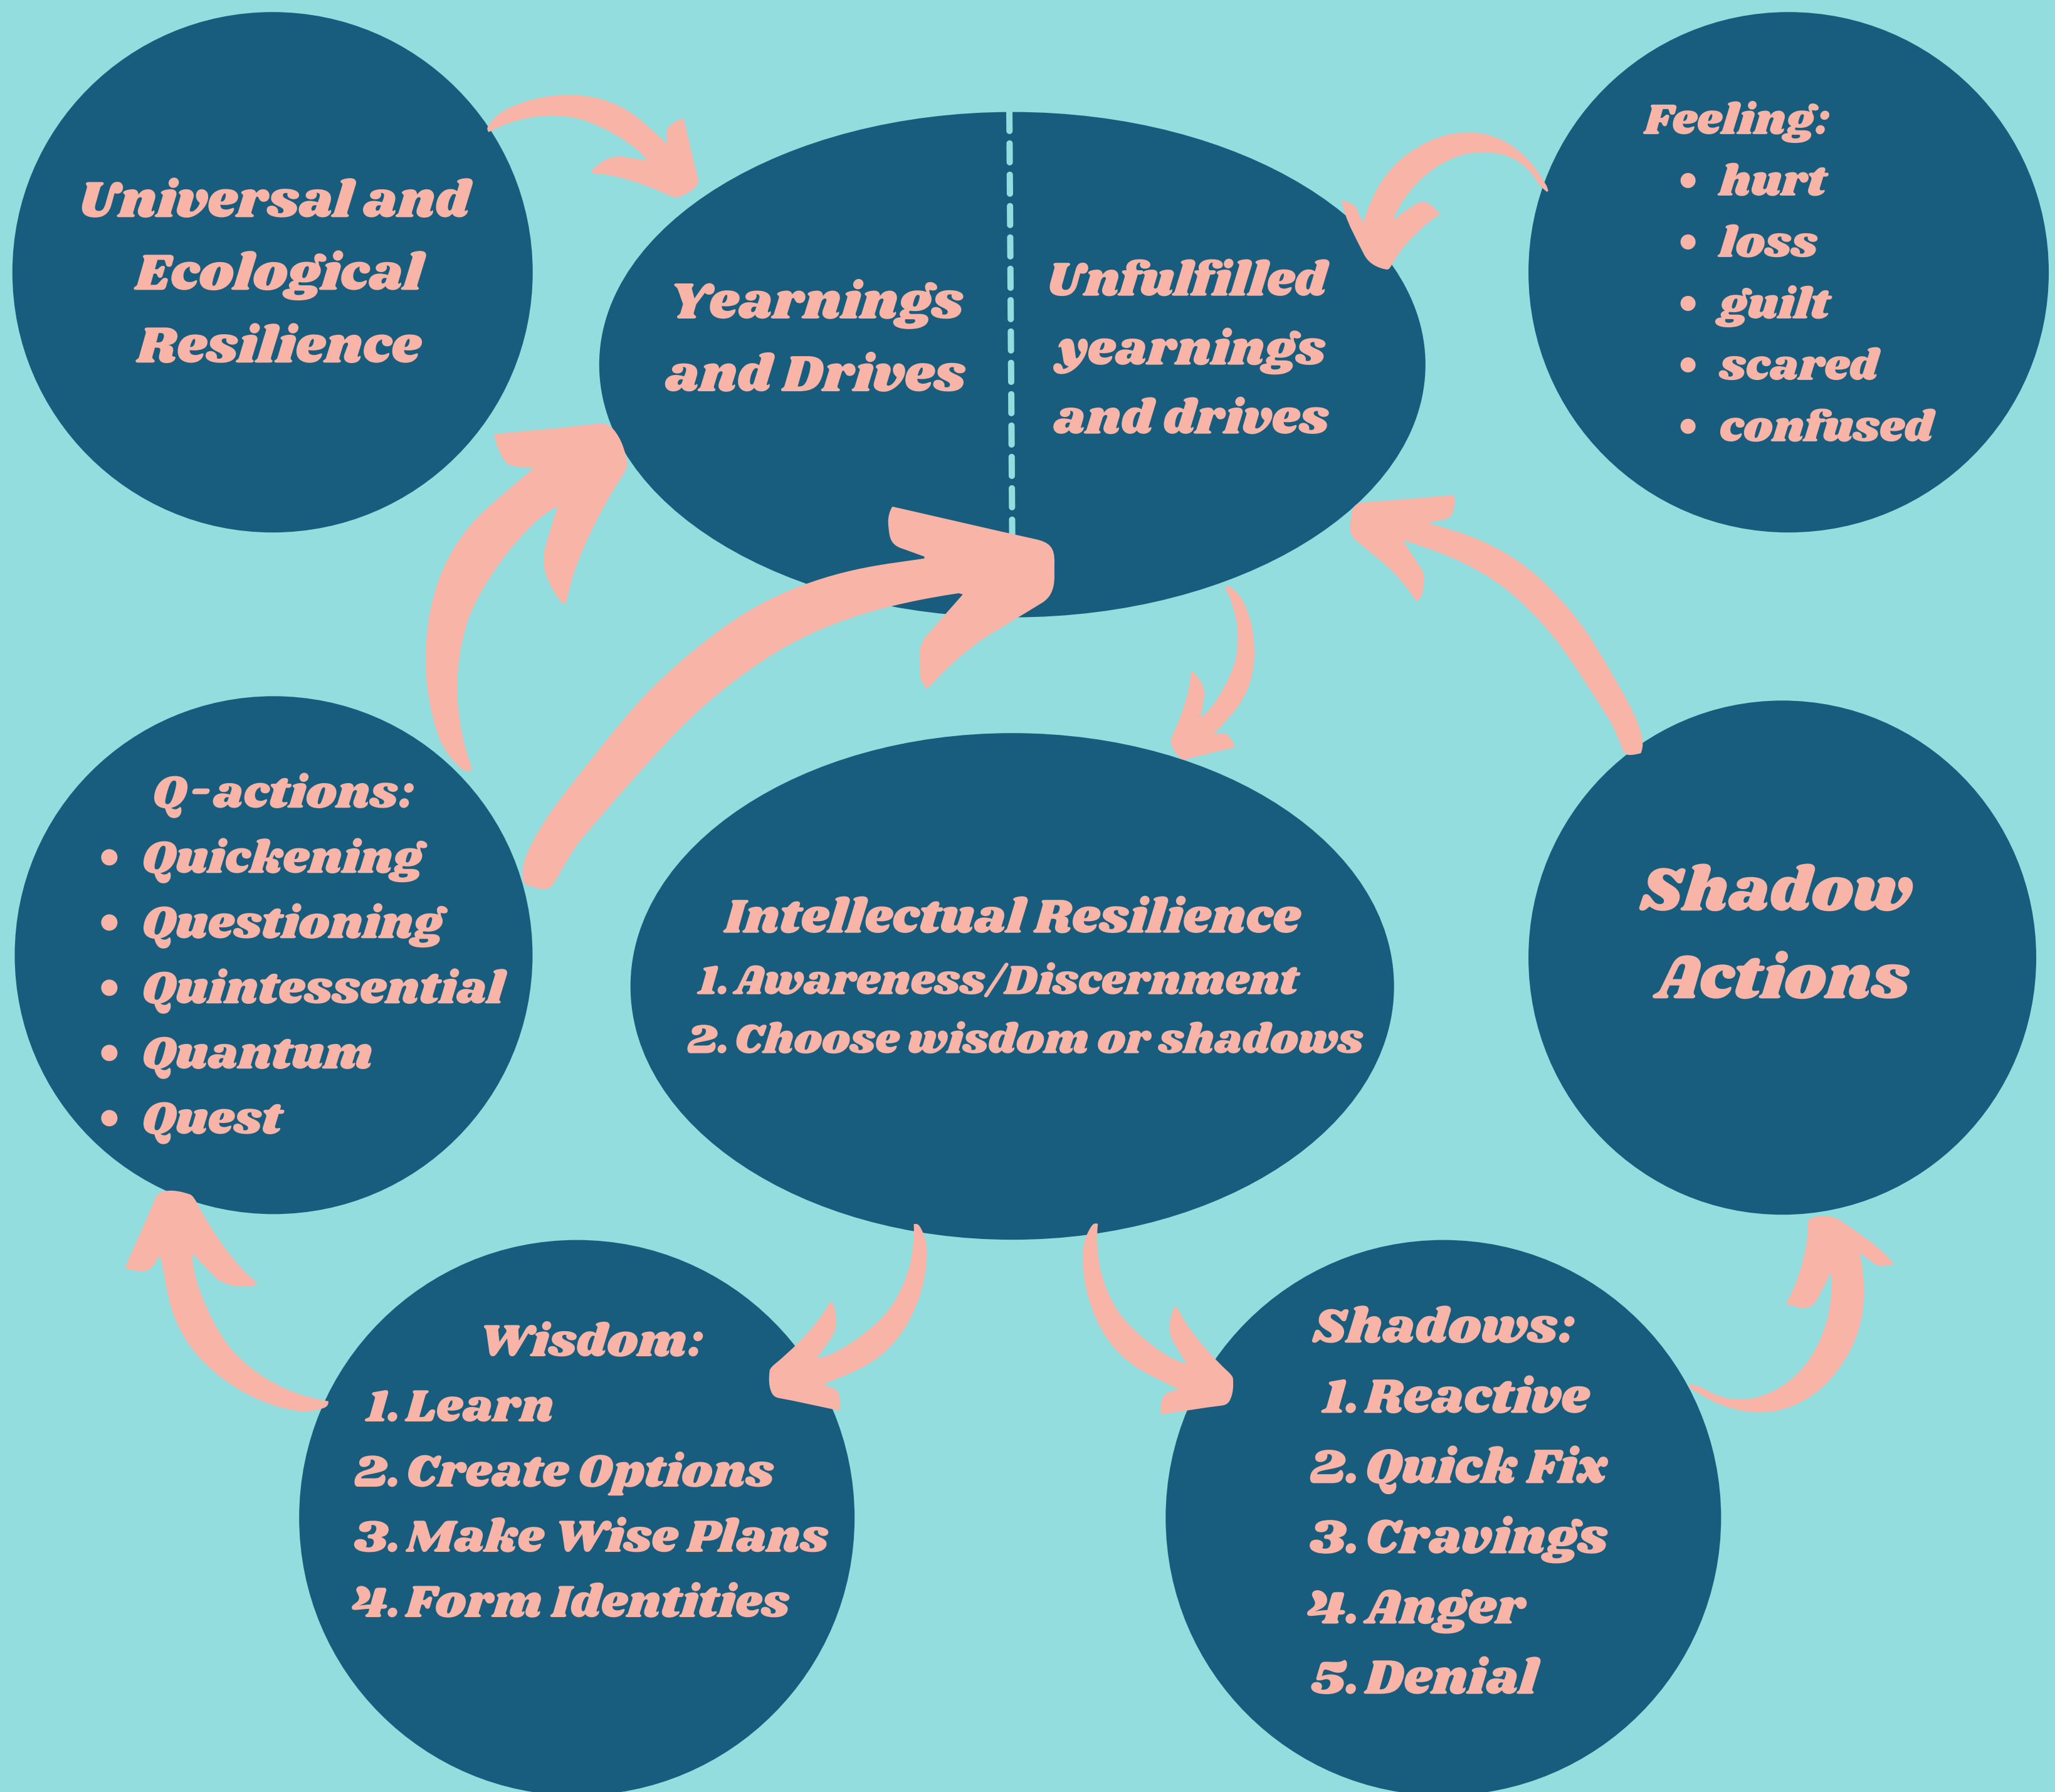 Universal and
Ecological
Resilience
Yearnings
and Drives
Unfulfilled
yearnings
and drives
Feeling:
• hurt
• loss
• guilt
• scared
• confused
Q-actions:
• Quickening
• Questioning
• Quintessential
• Quantum
• Quest
Intellectual Resilience
1. Awareness/Discernment
2. Choose wisdom or shadows
Shadow
Actions
Wisdom:
1. Learn
2. Create Options
3. Make Wise Plans
4. Form Identities
Shadows:
1. Reactive
2. Quick Fix
3. Cravings
4. Anger
5. Denial